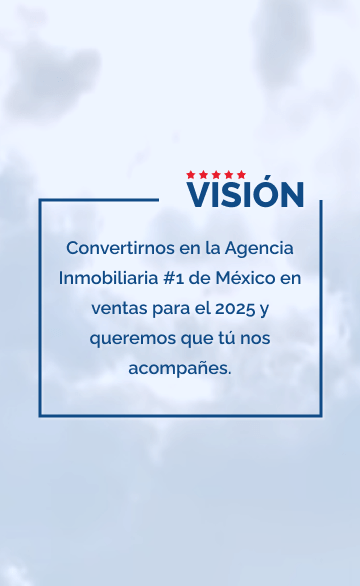 VISIÓN
Convertirnos en la Agencia
Inmobiliaria #1 de México en
ventas para el 2025 y
queremos que tú nos
acompañes.